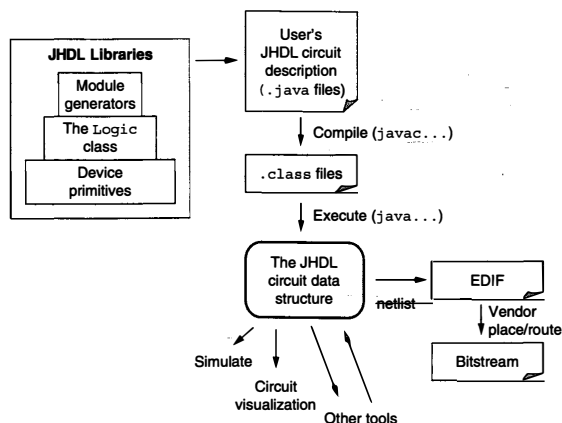 JHDL Libraries
Module
generators
The Logic
class
Device
primitives
User's
JHDL circuit
description
(.java files)
Compile (javac...)
.class files
Execute (java...)
The JHDL
circuit data
structure
netlist
EDIF
Vendor
place/route
Bitstream
Simulate
Circuit
visualization
Other tools